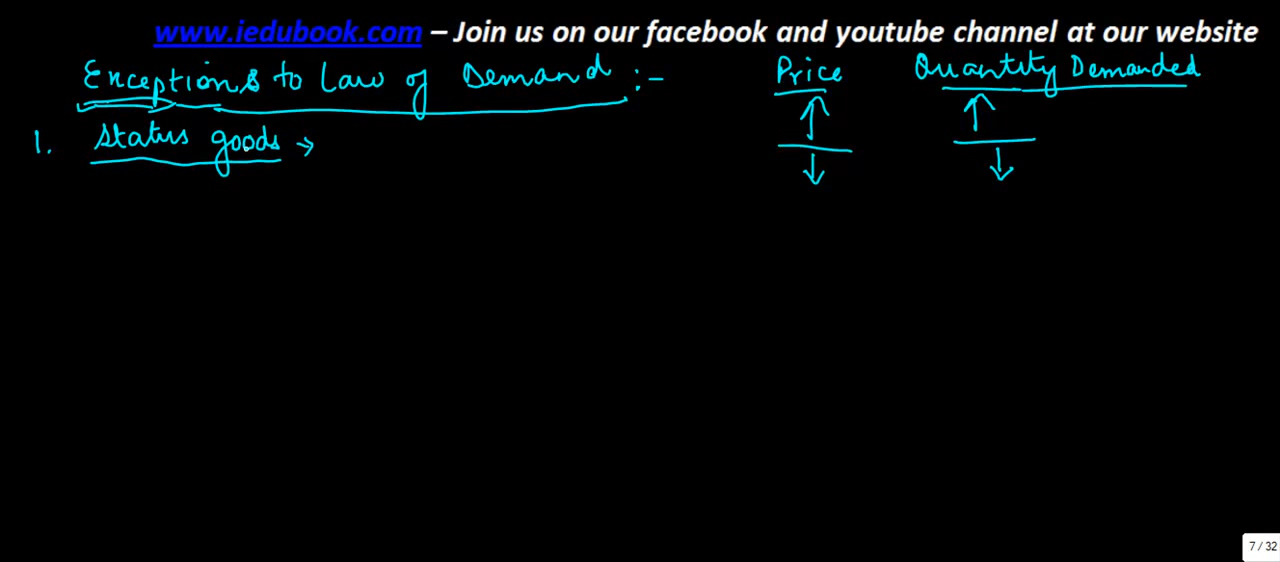 www.iedubook.com – Join us on our facebook and youtube channel at our website
Exceptions to Law of Demand :- Price Quantity Demanded
↑ ↑
1. Status goods →
↓ ↓
7 / 32